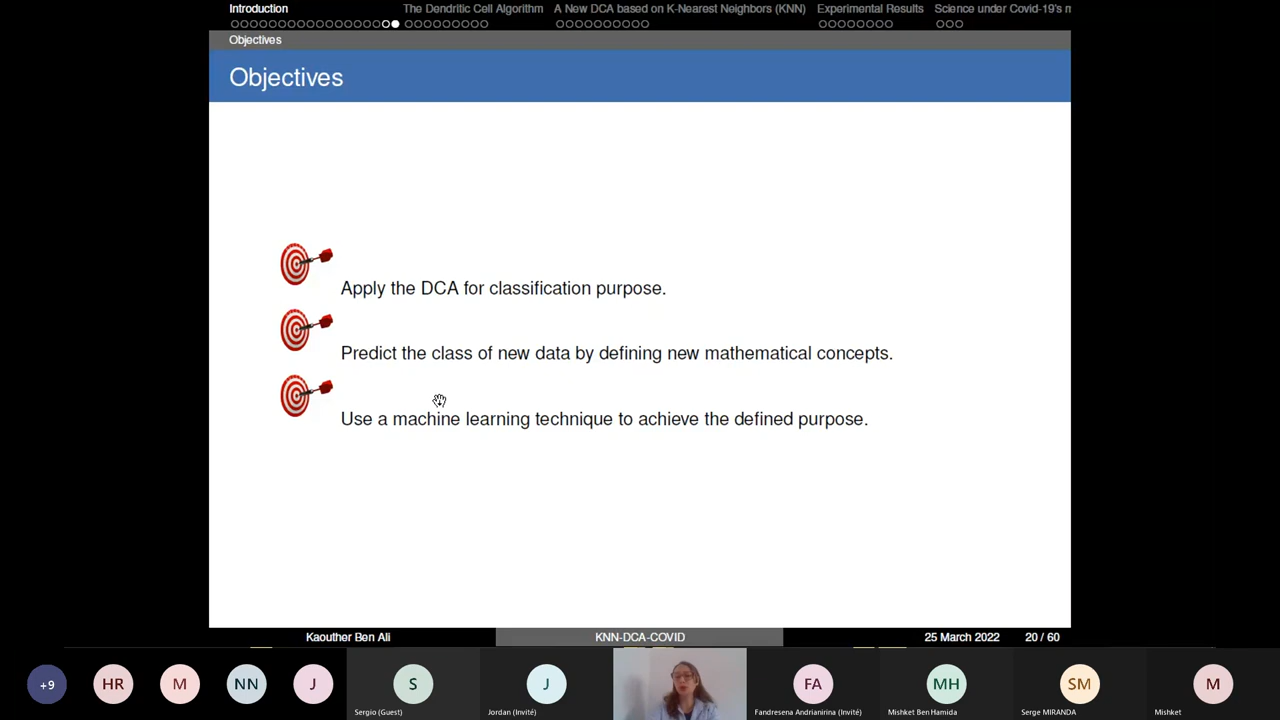 Introduction
The Dendritic Cell Algorithm
A New DCA based on K-Nearest Neighbors (KNN)
Experimental Results
Science under Covid-19's m
Objectives
Objectives
Apply the DCA for classification purpose.
Predict the class of new data by defining new mathematical concepts.
Use a machine learning technique to achieve the defined purpose.
Kaouther Ben Ali
KNN-DCA-COVID
25 March 2022
20 / 60
+9
HR
M
NN
J
S
J
FA
MH
SM
M
Sergio (Guest)
Jordan (Invité)
Fandresena Andrianirina (Invité)
Mishket Ben Hamida
Serge MIRANDA
Mishket